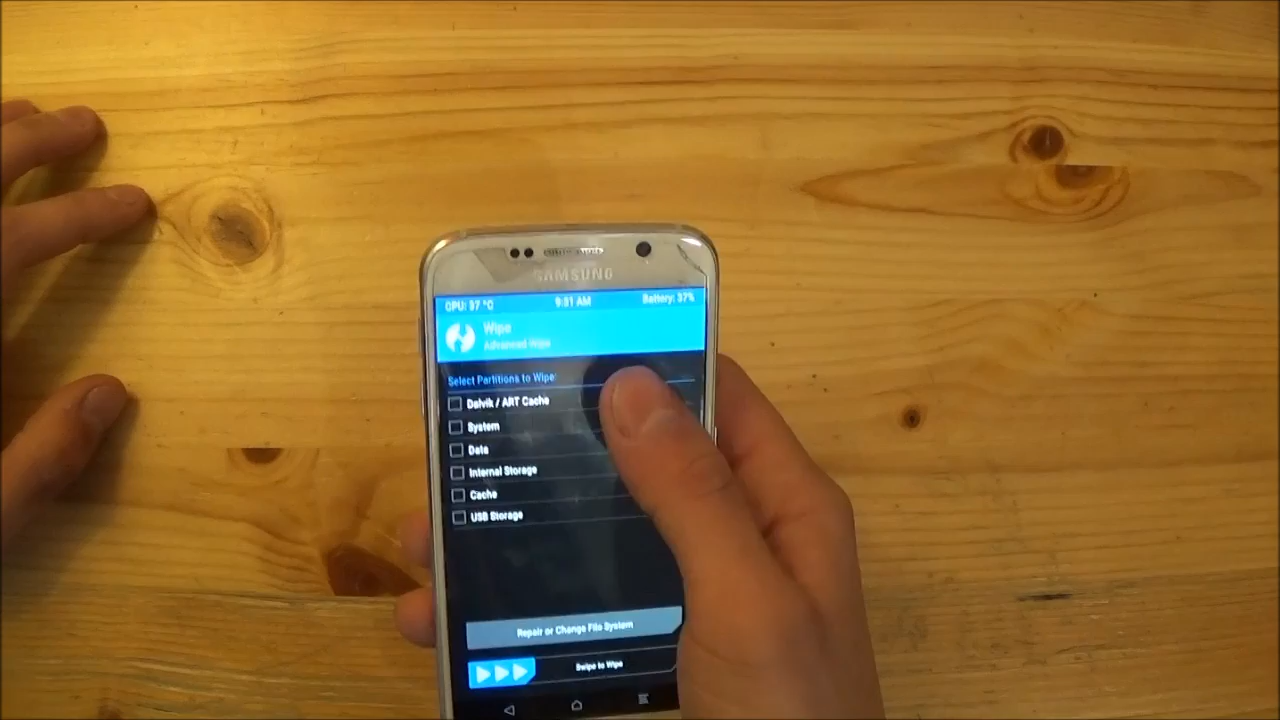 SAMSUNG
CPU: 37 °C 9:31 AM Battery: 37%
Wipe
Advanced Wipe
Select Partitions to Wipe:
Dalvik / ART Cache
System
Data
Internal Storage
Cache
USB Storage
Repair or Change File System
Swipe to Wipe